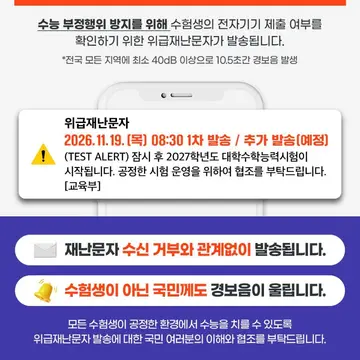 수능 부정행위 방지를 위해 수험생의 전자기기 제출 여부를
확인하기 위한 위급재난문자가 발송됩니다.
*전국 모든 지역에 최소 40dB 이상으로 10.5초간 경보음 발생
위급재난문자
2026.11.19.(목) 08:30 1차 발송 / 추가 발송(예정)
(TEST ALERT) 잠시 후 2027학년도 대학수학능력시험이
시작됩니다. 공정한 시험 운영을 위하여 협조를 부탁드립니다.
[교육부]
재난문자 수신 거부와 관계없이 발송됩니다.
수험생이 아닌 국민께도 경보음이 울립니다.
모든 수험생이 공정한 환경에서 수능을 치를 수 있도록
위급재난문자 발송에 대한 국민 여러분의 이해와 협조를 부탁드립니다.